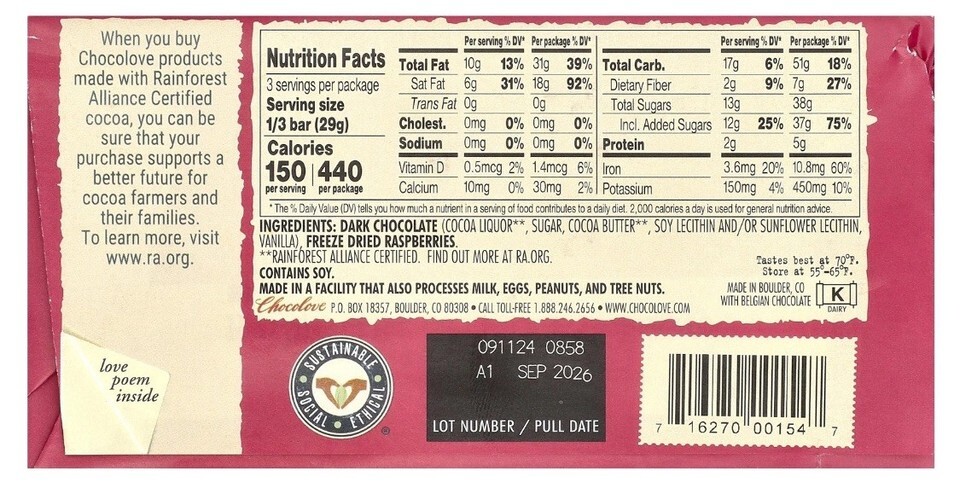 When you buy
Chocolove products
made with Rainforest
Alliance Certified
cocoa, you can be
sure that your
purchase supports a
better future for
cocoa farmers and
their families.
To learn more, visit
www.ra.org.
love
poem
inside
Nutrition Facts
3 servings per package
Serving size
1/3 bar (29g)
Calories
150 | 440
per serving per package
Per serving % DV* Per package % DV*
Total Fat 10g 13% 31g 39%
Sat Fat 6g 31% 18g 92%
Trans Fat 0g 0g
Cholest. 0mg 0% 0mg 0%
Sodium 0mg 0% 0mg 0%
Vitamin D 0.5mcg 2% 1.4mcg 6%
Calcium 10mg 0% 30mg 2%
Per serving % DV* Per package % DV*
Total Carb. 17g 6% 51g 18%
Dietary Fiber 2g 9% 7g 27%
Total Sugars 13g 38g
Incl. Added Sugars 12g 25% 37g 75%
Protein 2g 5g
Iron 3.6mg 20% 10.8mg 60%
Potassium 150mg 4% 450mg 10%
*The % Daily Value (DV) tells you how much a nutrient in a serving of food contributes to a daily diet. 2,000 calories a day is used for general nutrition advice.
INGREDIENTS: DARK CHOCOLATE (COCOA LIQUOR**, SUGAR, COCOA BUTTER**, SOY LECITHIN AND/OR SUNFLOWER LECITHIN,
VANILLA), FREEZE DRIED RASPBERRIES.
**RAINFOREST ALLIANCE CERTIFIED. FIND OUT MORE AT RA.ORG.
CONTAINS SOY.
MADE IN A FACILITY THAT ALSO PROCESSES MILK, EGGS, PEANUTS, AND TREE NUTS.
Chocolove P.O. BOX 18357, BOULDER, CO 80308 • CALL TOLL-FREE 1.888.246.2656 • WWW.CHOCOLOVE.COM
Tastes best at 70°F.
Store at 55°-65°F.
MADE IN BOULDER, CO
WITH BELGIAN CHOCOLATE
K
DAIRY
SUSTAINABLE • SOCIAL • ETHICAL •
®
091124 0858
A1 SEP 2026
LOT NUMBER / PULL DATE
7 16270 00154 7